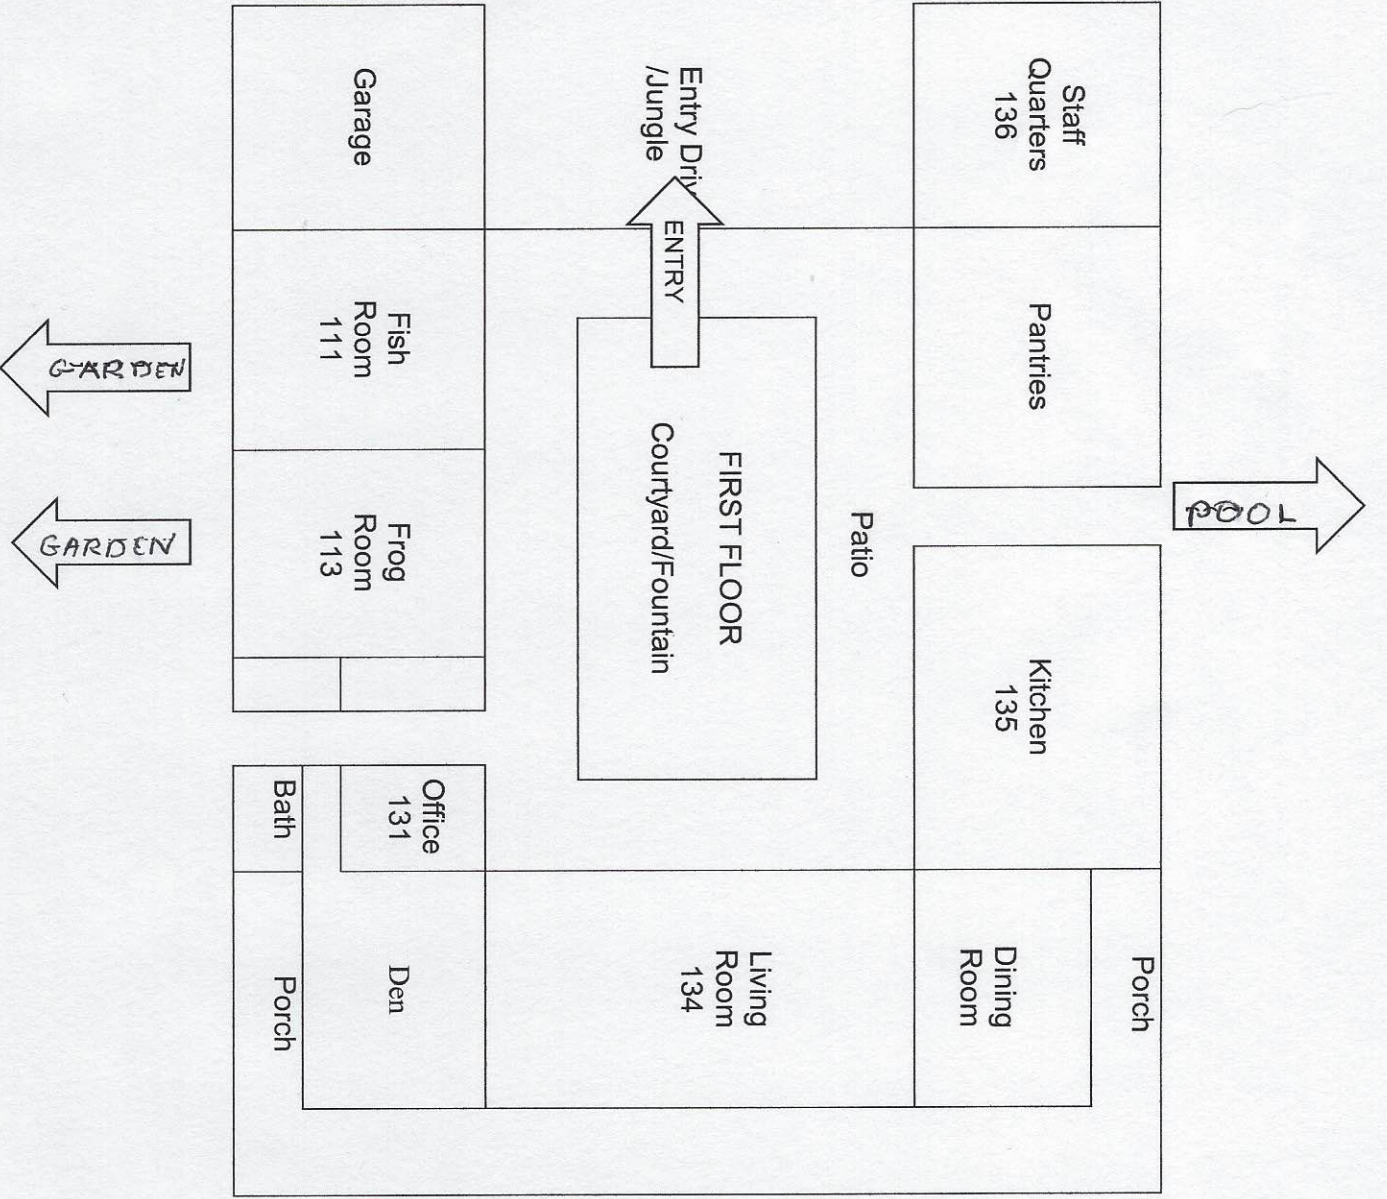 POOL
Staff
Quarters
136
Pantries
Kitchen
135
Porch
Dining
Room
Patio
Entry Driv
/Jungle
ENTRY
FIRST FLOOR
Courtyard/Fountain
Living
Room
134
Garage
Fish
Room
111
Frog
Room
113
Office
131
Den
Bath
Porch
GARDEN
GARDEN